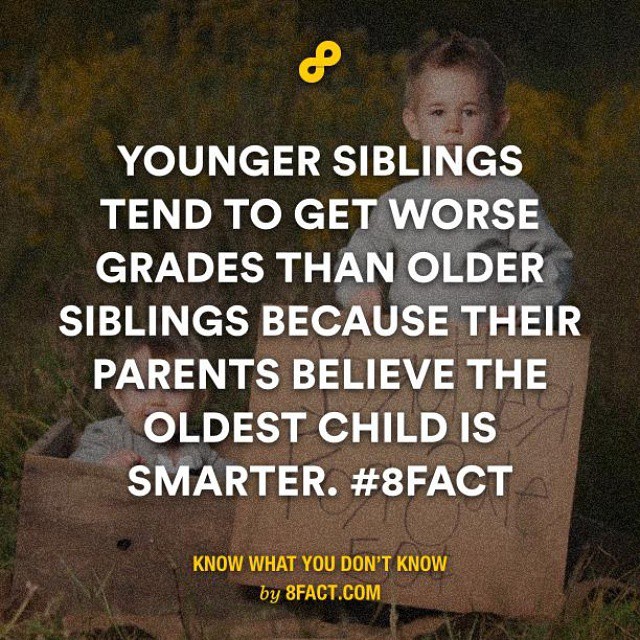 YOUNGER SIBLINGS
TEND TO GET WORSE
GRADES THAN OLDER
SIBLINGS BECAUSE THEIR
PARENTS BELIEVE THE
OLDEST CHILD IS
SMARTER. #8FACT
KNOW WHAT YOU DON'T KNOW
by 8FACT.COM